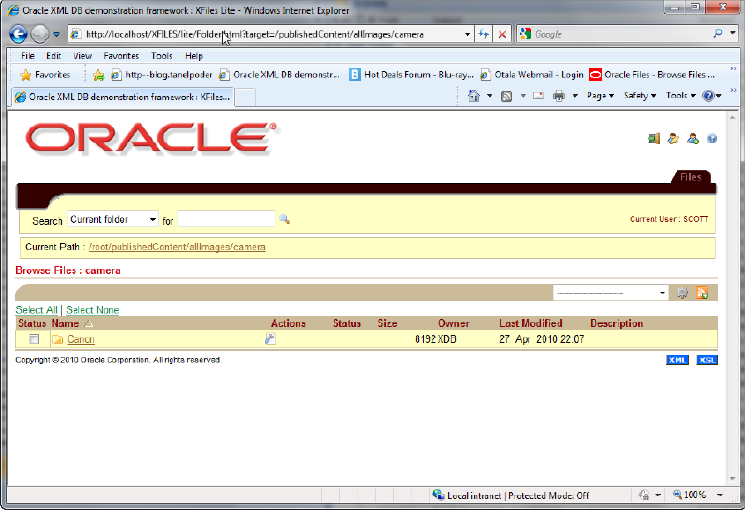 Oracle XML DB demonstration framework : XFiles Lite - Windows Internet Explorer
http://localhost/XFILES/lite/Folder.html?target=/publishedContent/allImages/camera
Google
File Edit View Favorites Tools Help
Favorites http--blog.tanelpoder Oracle XML DB demonstr... Hot Deals Forum - Blu-ray... Otala Webmail - Login Oracle Files - Browse Files ...
Oracle XML DB demonstration framework : XFiles...
Page Safety Tools
ORACLE®
Files
Search Current folder for
Current User : SCOTT
Current Path : /root/publishedContent/allImages/camera
Browse Files : camera
Select All | Select None
Status Name Actions Status Size Owner Last Modified Description
Canon 8192 XDB 27 Apr 2010 22:07
Copyright © 2010 Oracle Corporation. All rights reserved.
XML XSL
Local intranet | Protected Mode: Off
100%